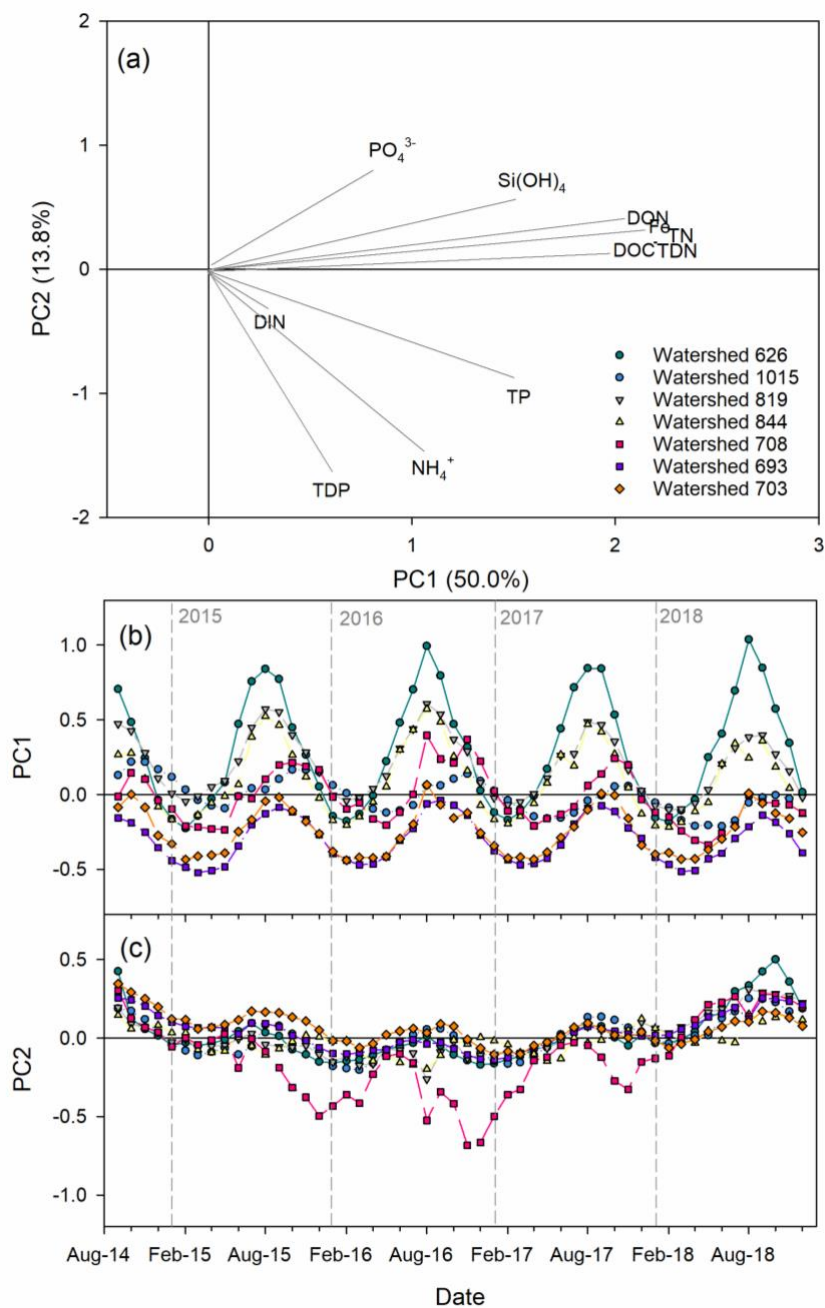 (a)
2
1
0
-1
-2
PC2 (13.8%)
PO₄³⁻
Si(OH)₄
DON
Fe
TN
DOC
TDN
DIN
TP
NH₄⁺
TDP
Watershed 626
Watershed 1015
Watershed 819
Watershed 844
Watershed 708
Watershed 693
Watershed 703
0 1 2 3
PC1 (50.0%)
(b)
2015 2016 2017 2018
1.0
0.5
0.0
-0.5
PC1
(c)
0.5
0.0
-0.5
-1.0
PC2
Aug-14 Feb-15 Aug-15 Feb-16 Aug-16 Feb-17 Aug-17 Feb-18 Aug-18
Date